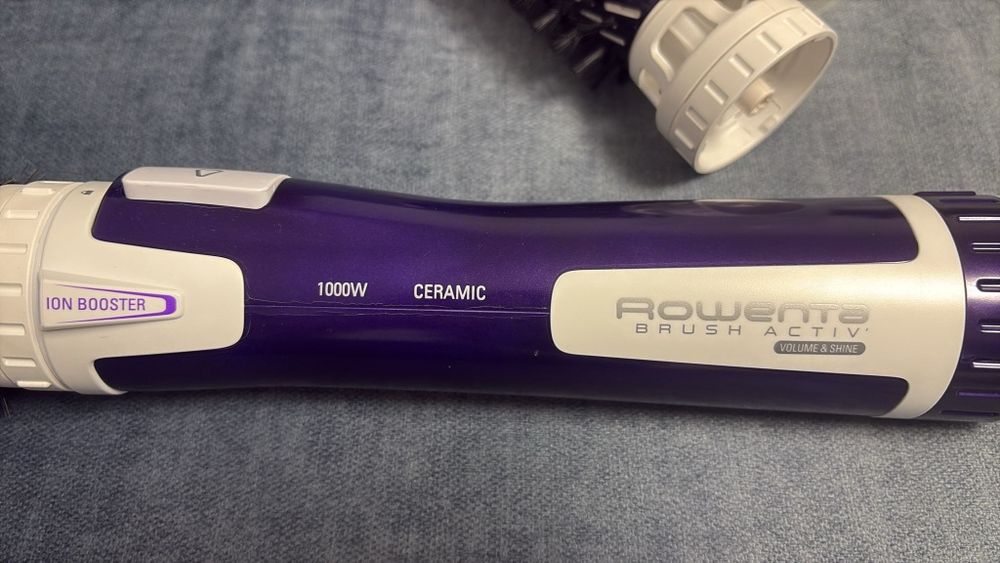 ION BOOSTER
1000W CERAMIC
Rowenta
BRUSH ACTIV'
VOLUME & SHINE